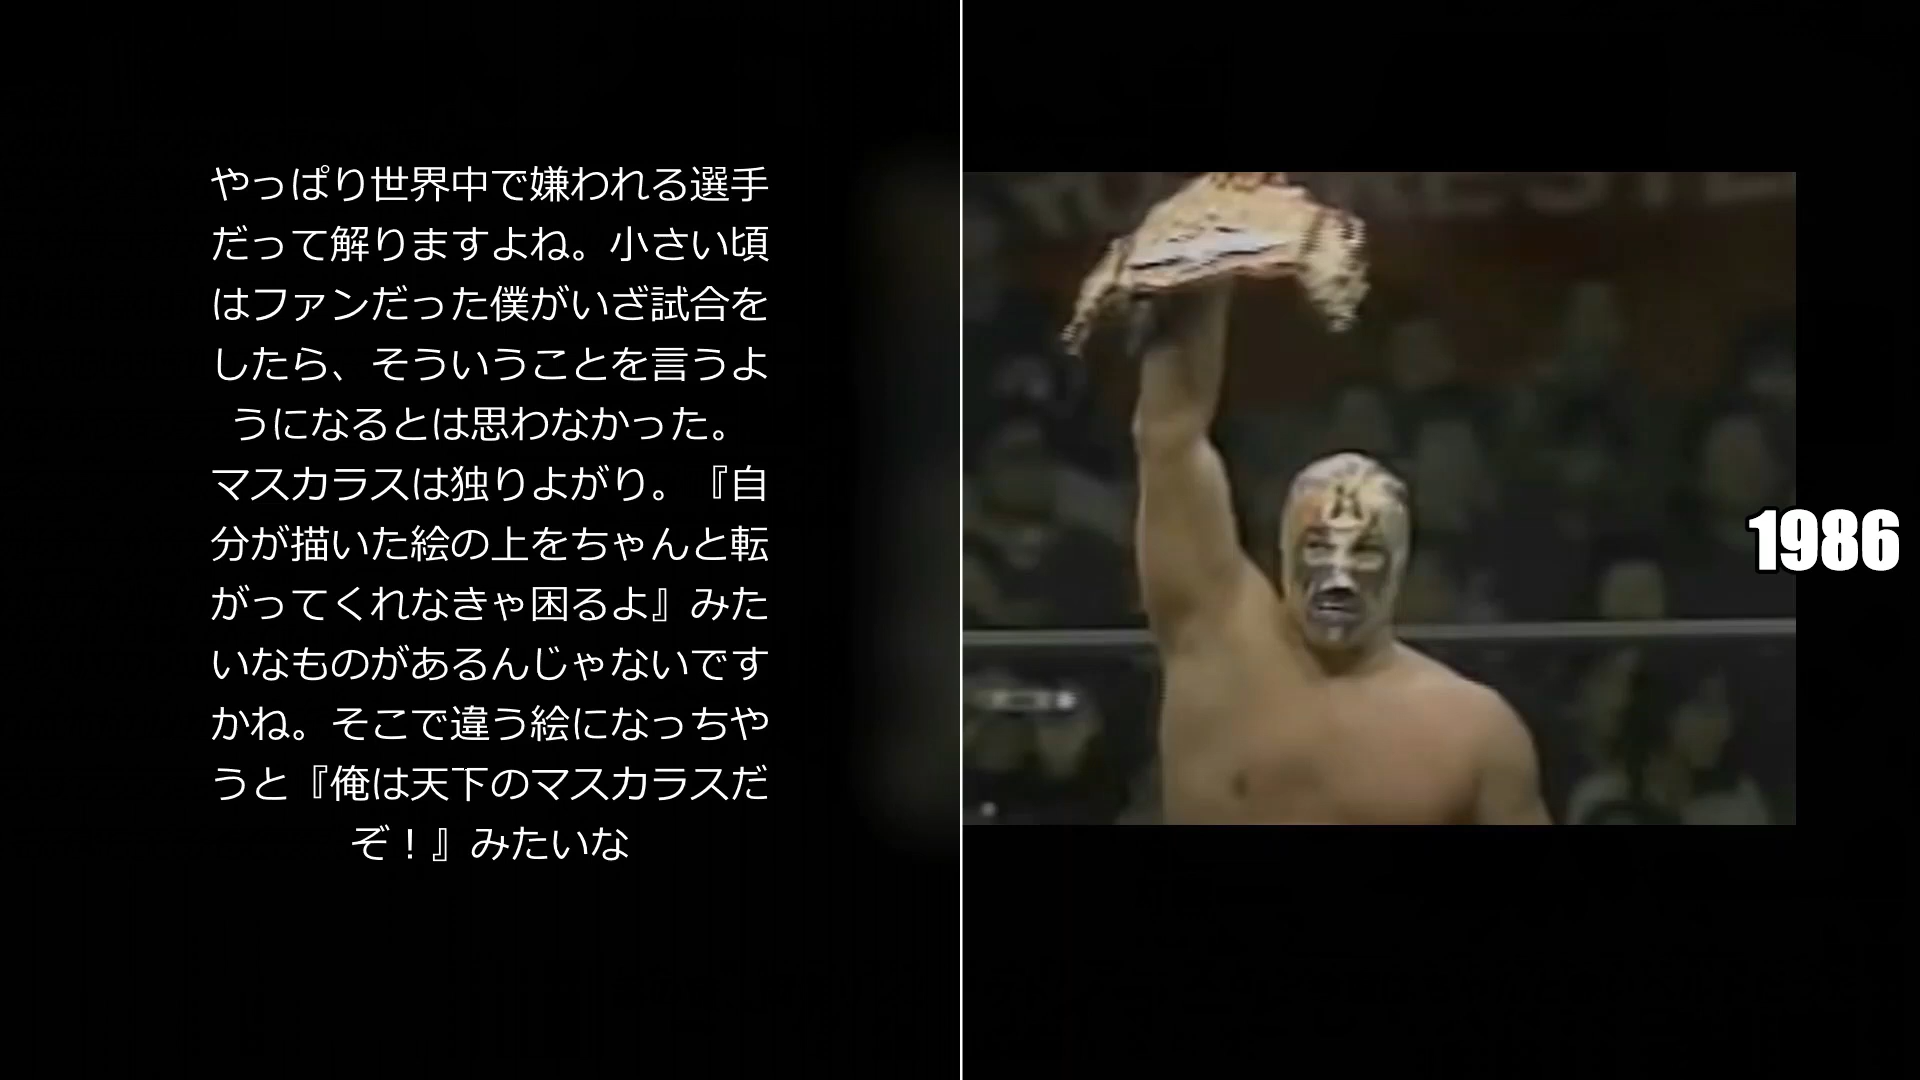 やっぱり世界中で嫌われる選手
だって解りますよね。小さい頃
はファンだった僕がいざ試合を
したら、そういうことを言うよ
うになるとは思わなかった。
マスカラスは独りよがり。『自
分が描いた絵の上をちゃんと転
がってくれなきゃ困るよ』みた
いなものがあるんじゃないです
かね。そこで違う絵になっちや
うと『俺は天下のマスカラスだ
ぞ！』みたいな
1986